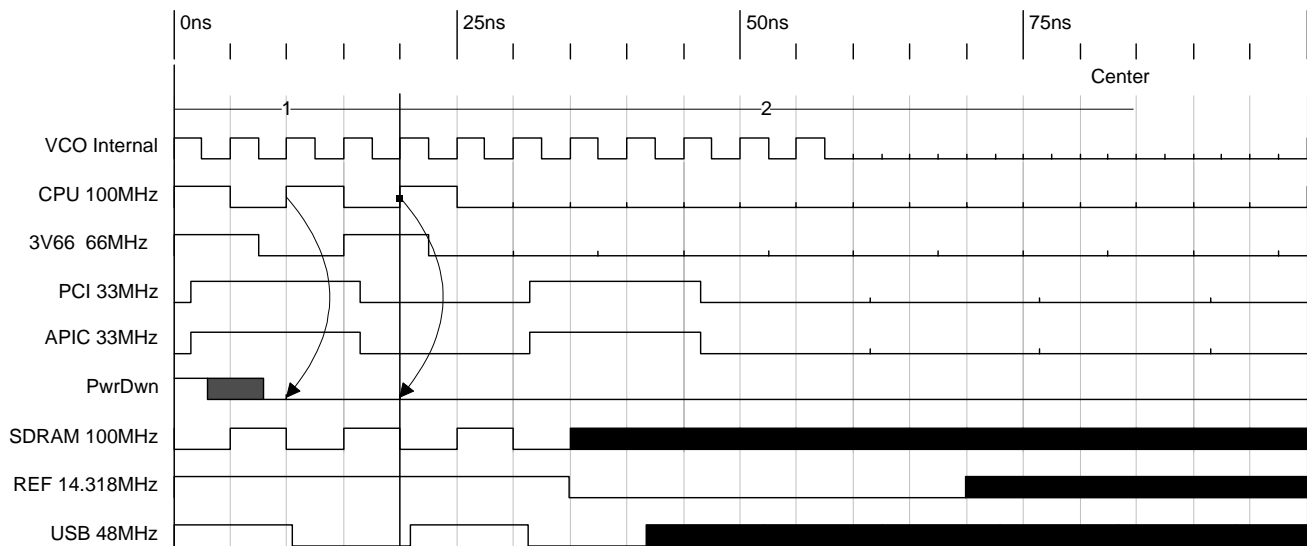 0ns 25ns 50ns 75ns
Center
1 2
VCO Internal
CPU 100MHz
3V66 66MHz
PCI 33MHz
APIC 33MHz
PwrDwn
SDRAM 100MHz
REF 14.318MHz
USB 48MHz